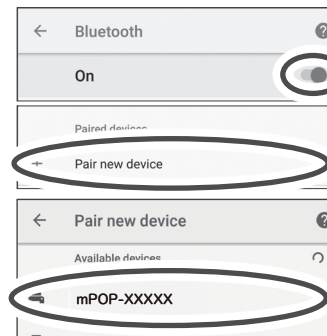 Bluetooth
?
On
Paired devices
Pair new device
Pair new device
?
Available devices
mPOP-XXXXX